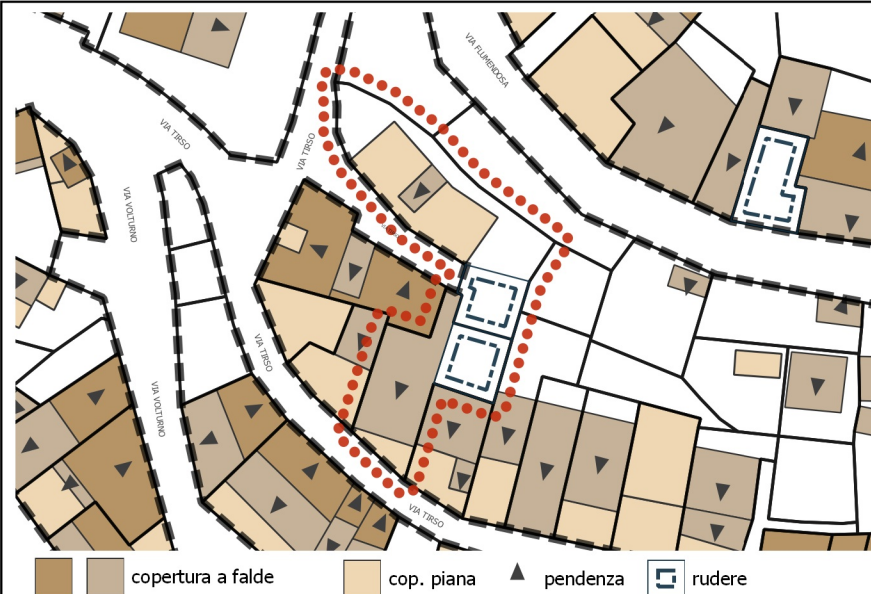 VIA FLUMENDOSA
VIA TIRSO
VIA TIRSO
VIA VOLTURNO
VIA TIRSO
VIA VOLTURNO
VIA TIRSO
copertura a falde
cop. piana
pendenza
rudere